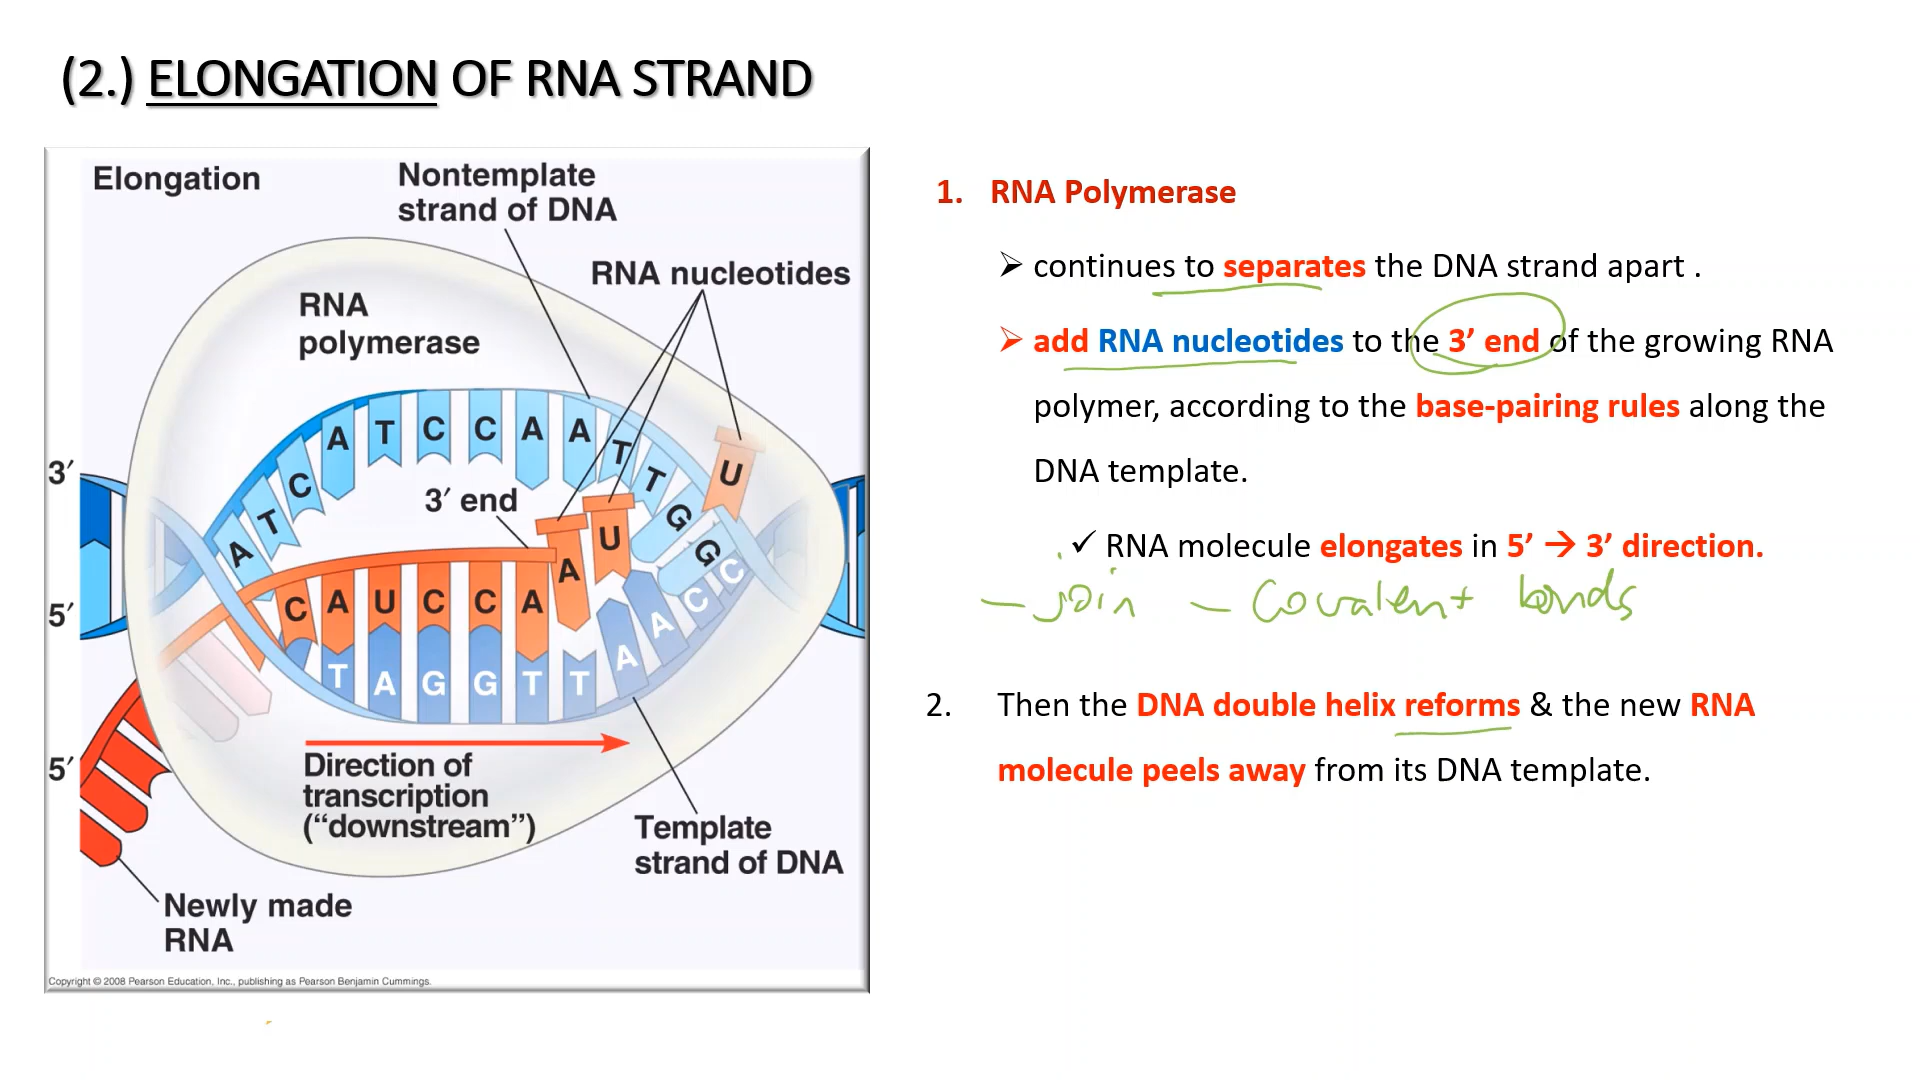 (2.) ELONGATION OF RNA STRAND
Elongation
Nontemplate
strand of DNA
RNA nucleotides
RNA
polymerase
A T C A T C C A A T T G G U
3′
3′ end
A U
C A U C C A
5′
T A G G T T A A C C
5′
Direction of
transcription
(“downstream”)
Template
strand of DNA
Newly made
RNA
Copyright © 2008 Pearson Education, Inc., publishing as Pearson Benjamin Cummings.
1. RNA Polymerase
➢ continues to separates the DNA strand apart .
➢ add RNA nucleotides to the 3’ end of the growing RNA
polymer, according to the base-pairing rules along the
DNA template.
✓ RNA molecule elongates in 5’ → 3’ direction.
– join – Covalent bonds
2. Then the DNA double helix reforms & the new RNA
molecule peels away from its DNA template.